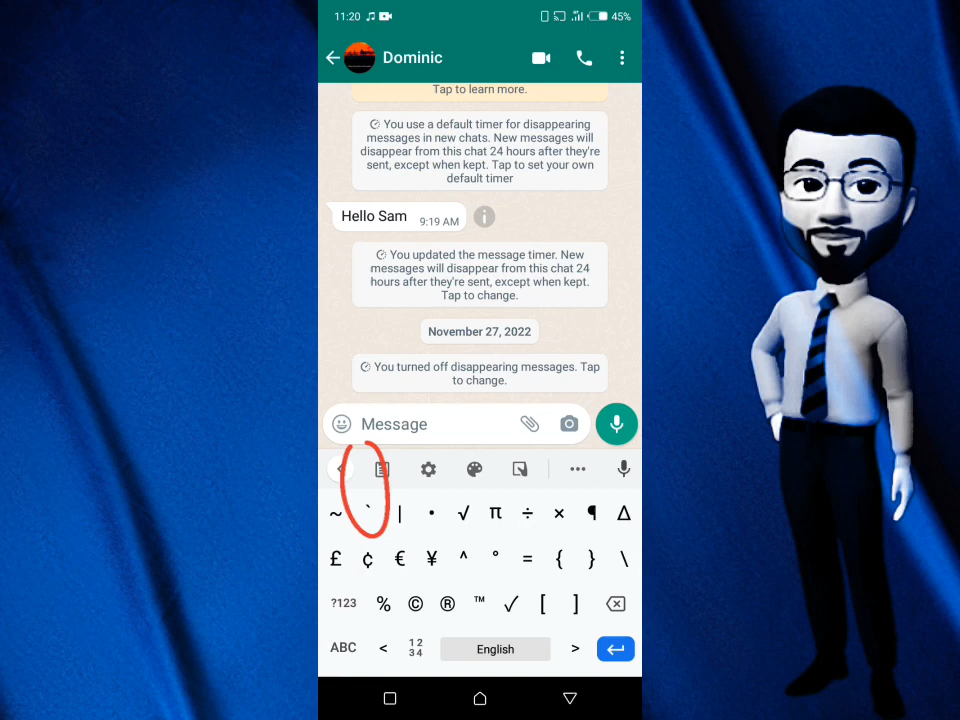 11:20 45%
Dominic
Tap to learn more.
You use a default timer for disappearing
messages in new chats. New messages will
disappear from this chat 24 hours after they're
sent, except when kept. Tap to set your own
default timer
Hello Sam 9:19 AM
You updated the message timer. New
messages will disappear from this chat 24
hours after they're sent, except when kept.
Tap to change.
November 27, 2022
You turned off disappearing messages. Tap
to change.
Message
~ ` | • √ π ÷ × ¶ Δ
£ ¢ € ¥ ^ ° = { } \
?123 % © ® ™ ✓ [ ]
ABC < 12 English >
34